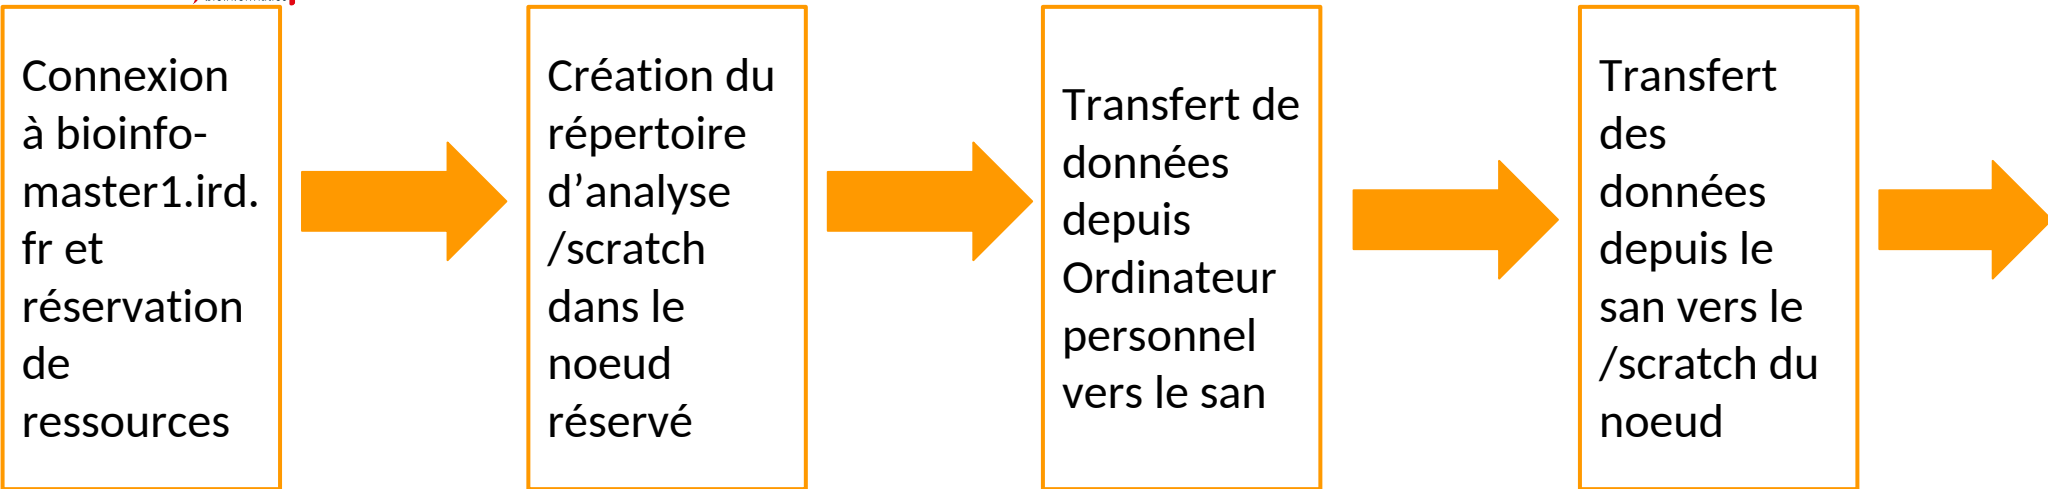 Connexion
à bioinfo-
master1.ird.
fr et
réservation
de
ressources
Création du
répertoire
d’analyse
/scratch
dans le
noeud
réservé
Transfert de
données
depuis
Ordinateur
personnel
vers le san
Transfert
des
données
depuis le
san vers le
/scratch du
noeud